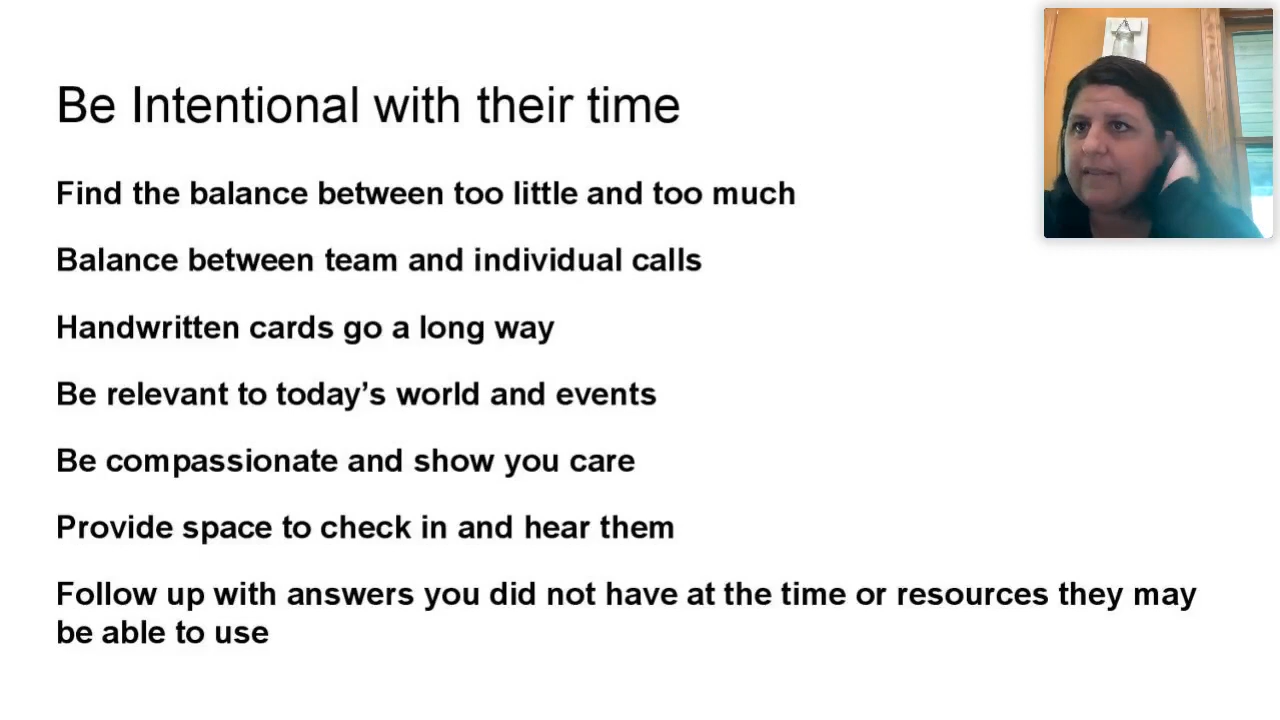 Be Intentional with their time
Find the balance between too little and too much
Balance between team and individual calls
Handwritten cards go a long way
Be relevant to today’s world and events
Be compassionate and show you care
Provide space to check in and hear them
Follow up with answers you did not have at the time or resources they may
be able to use